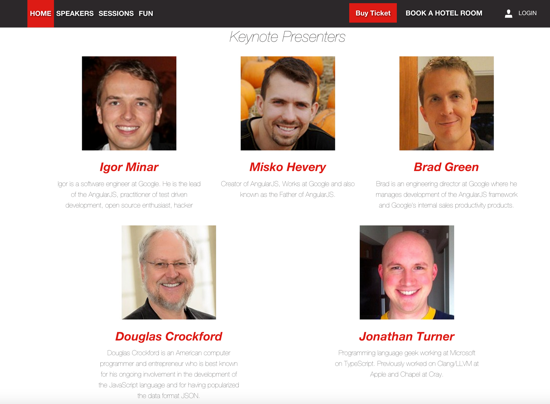 HOME SPEAKERS SESSIONS FUN Buy Ticket BOOK A HOTEL ROOM LOGIN
Keynote Presenters
Igor Minar
Igor is a software engineer at Google. He is the lead
of the AngularJS, practitioner of test driven
development, open source enthusiast, hacker
Misko Hevery
Creator of AngularJS. Works at Google and also
known as the Father of AngularJS.
Brad Green
Brad is an engineering director at Google where he
manages development of the AngularJS framework
and Google's internal sales productivity products.
Douglas Crockford
Douglas Crockford is an American computer
programmer and entrepreneur who is best known
for his ongoing involvement in the development of
the JavaScript language and for having popularized
the data format JSON.
Jonathan Turner
Programming language geek working at Microsoft
on TypeScript. Previously worked on Clang/LLVM at
Apple and Chapel at Cray.